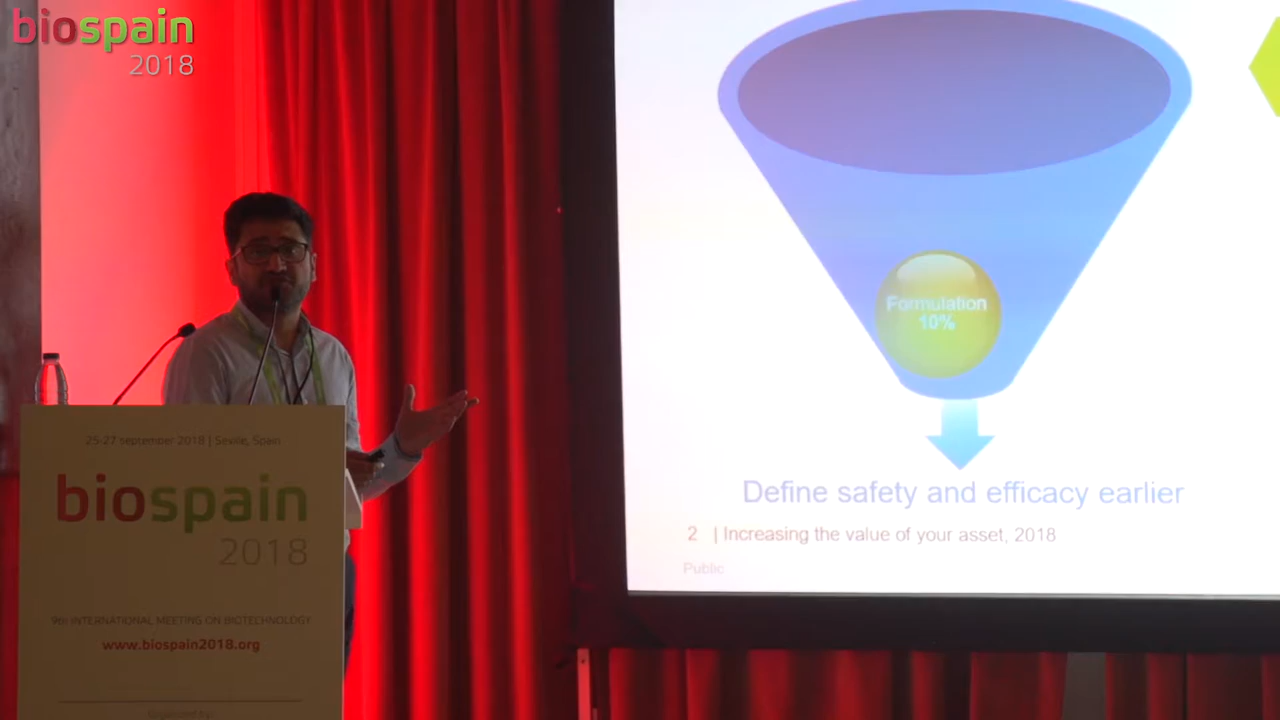 biospain
2018
Formulation
10%
Define safety and efficacy earlier
2 | Increasing the value of your asset, 2018
Public
25-27 september 2018 | Seville, Spain
biospain
2018
9th INTERNATIONAL MEETING ON BIOTECHNOLOGY
www.biospain2018.org